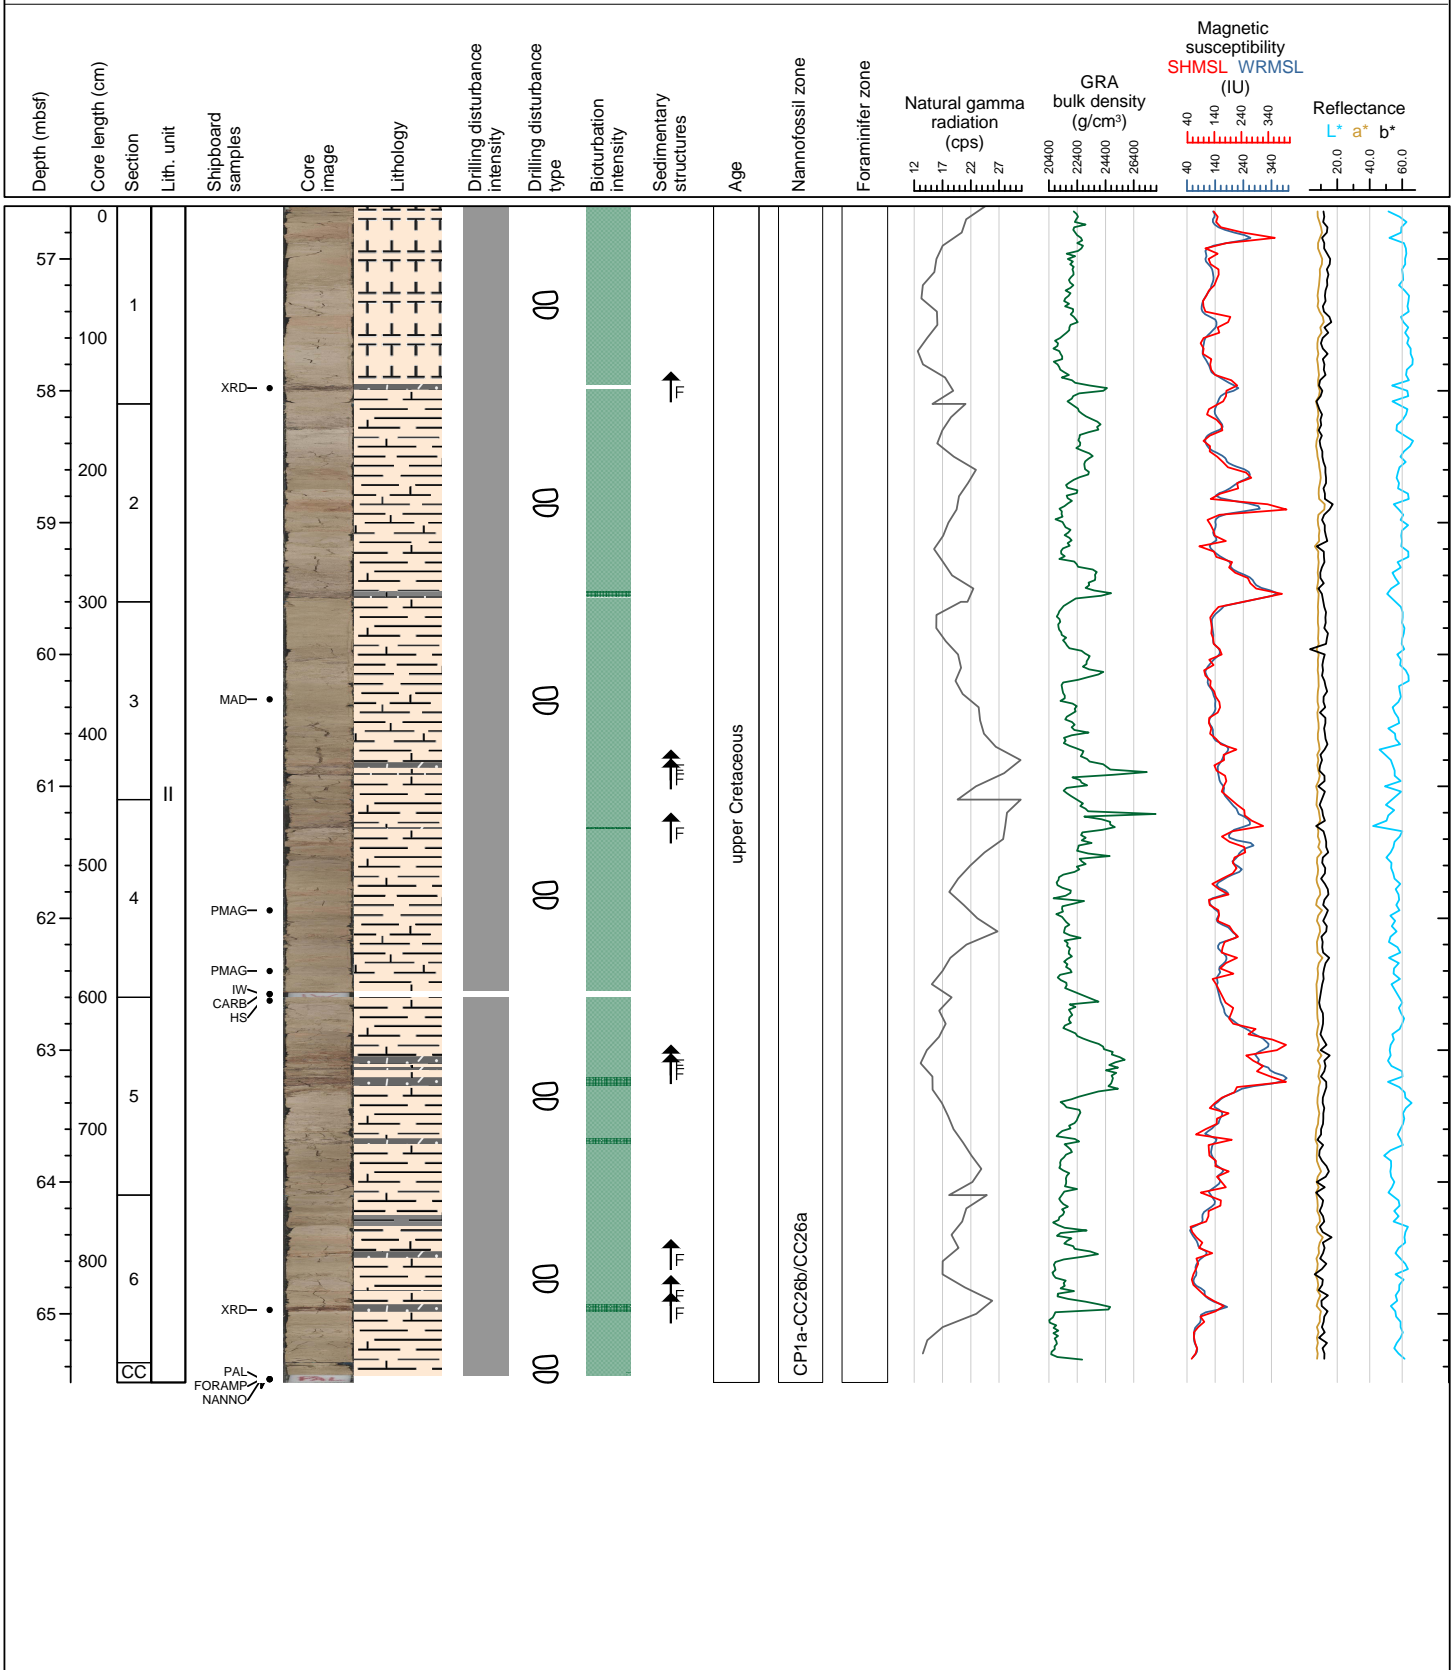 Depth (mbsf)
Core length (cm)
Section
Lith. unit
Shipboard
samples
Core
image
Lithology
Drilling disturbance
intensity
Drilling disturbance
type
Bioturbation
intensity
Sedimentary
structures
Age
Nannofossil zone
Foraminifer zone
Natural gamma
radiation
(cps)
12 17 22 27
GRA
bulk density
(g/cm³)
20400 22400 24400 26400
Magnetic
susceptibility
SHMSL WRMSL
(IU)
40 140 240 340
40 140 240 340
Reflectance
L* a* b*
20.0 40.0 60.0
57
58
59
60
61
62
63
64
65
0
100
200
300
400
500
600
700
800
1
2
3
4
5
6
CC
II
XRD
MAD
PMAG
PMAG
IW
CARB
HS
XRD
PAL
FORAMP
NANNO
PAL
F
F
F
F
F
F
F
F
F
upper Cretaceous
CP1a-CC26b/CC26a